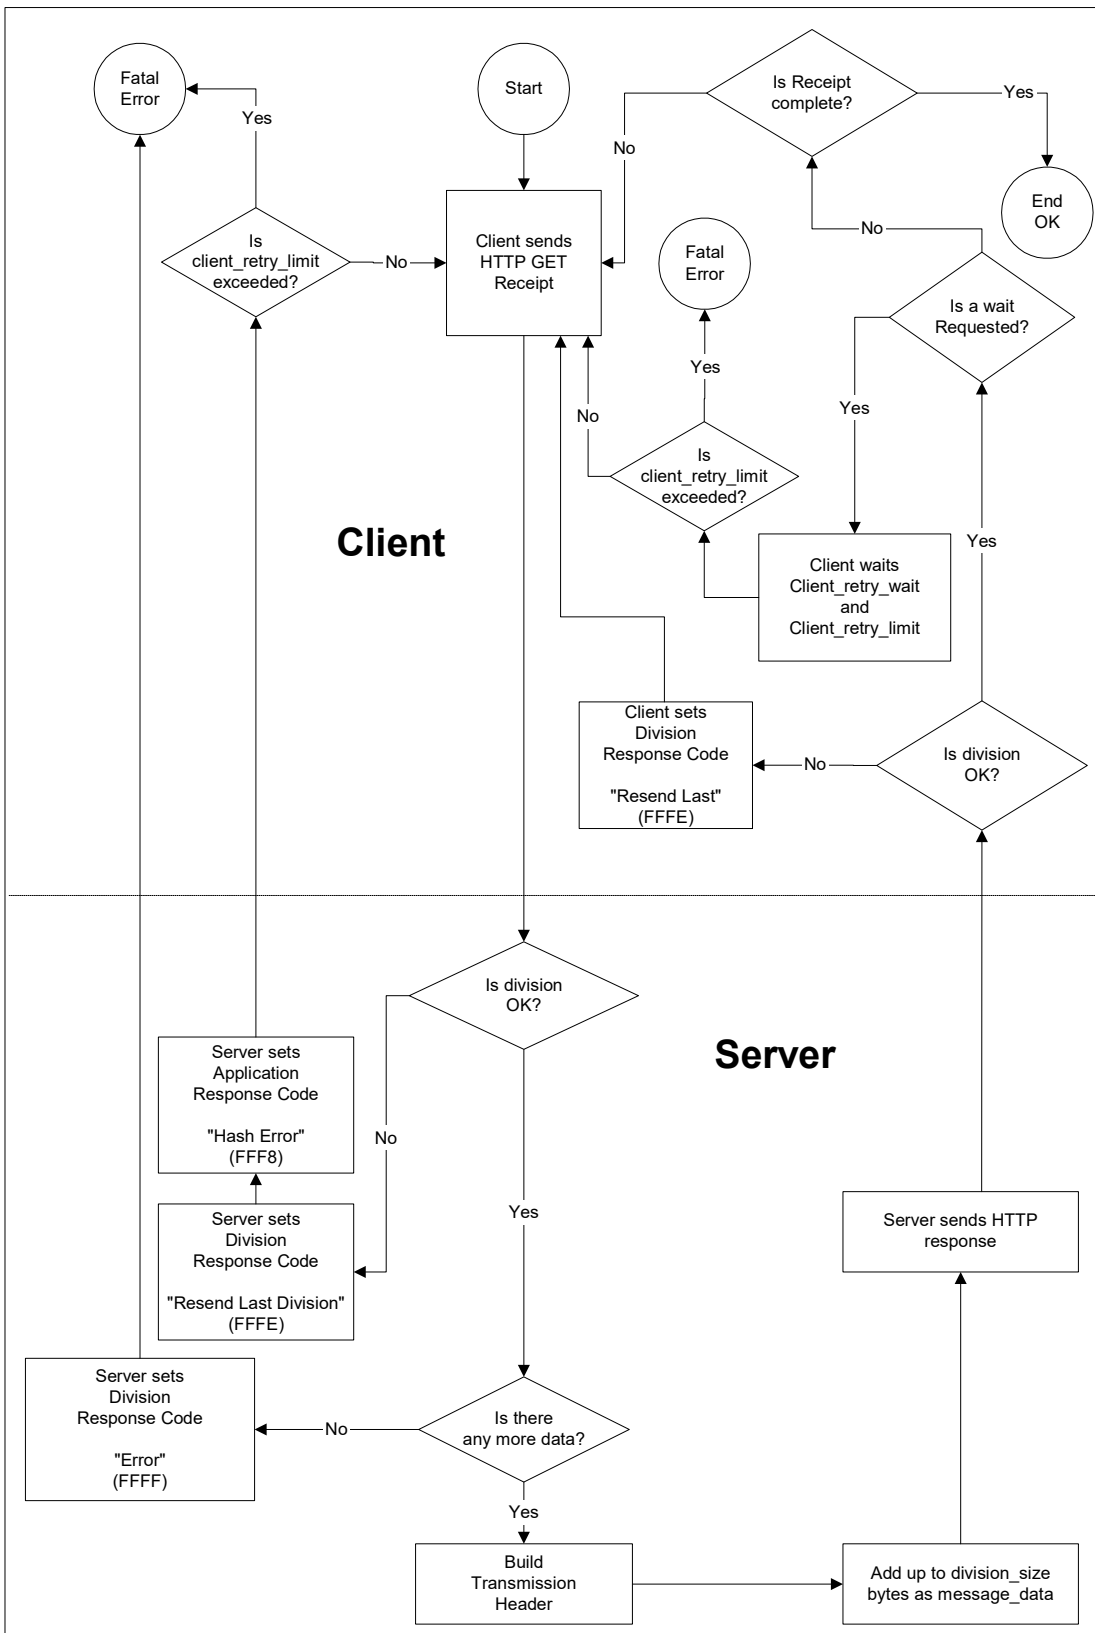 Fatal
Error
Start
Is Receipt
complete?
Yes
Yes
No
End
OK
Is
client_retry_limit
exceeded?
No
Client sends
HTTP GET
Receipt
Fatal
Error
No
Is a wait
Requested?
Yes
No
Yes
Is
client_retry_limit
exceeded?
Client
Yes
Client waits
Client_retry_wait
and
Client_retry_limit
Client sets
Division
Response Code
"Resend Last"
(FFFE)
No
Is division
OK?
Is division
OK?
Server
Server sets
Application
Response Code
"Hash Error"
(FFF8)
No
Server sets
Division
Response Code
"Resend Last Division"
(FFFE)
Yes
Server sends HTTP
response
Server sets
Division
Response Code
"Error"
(FFFF)
No
Is there
any more data?
Yes
Build
Transmission
Header
Add up to division_size
bytes as message_data